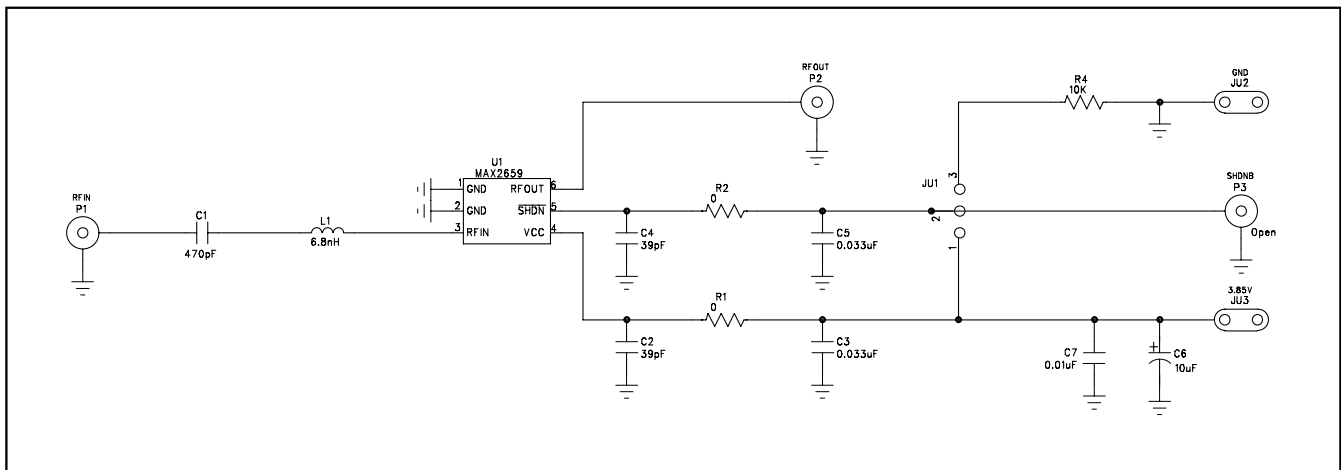 RFIN
P1
C1
470pF
L1
6.8nH
U1
MAX2659
1 GND
2 GND
3 RFIN
RFOUT 6
SHDN 5
VCC 4
RFOUT
P2
R2
0
C4
39pF
C5
0.033uF
R1
0
C2
39pF
C3
0.033uF
JU1
3
2
1
R4
10K
GND
JU2
SHDNB
P3
Open
3.85V
JU3
C7
0.01uF
+
C6
10uF